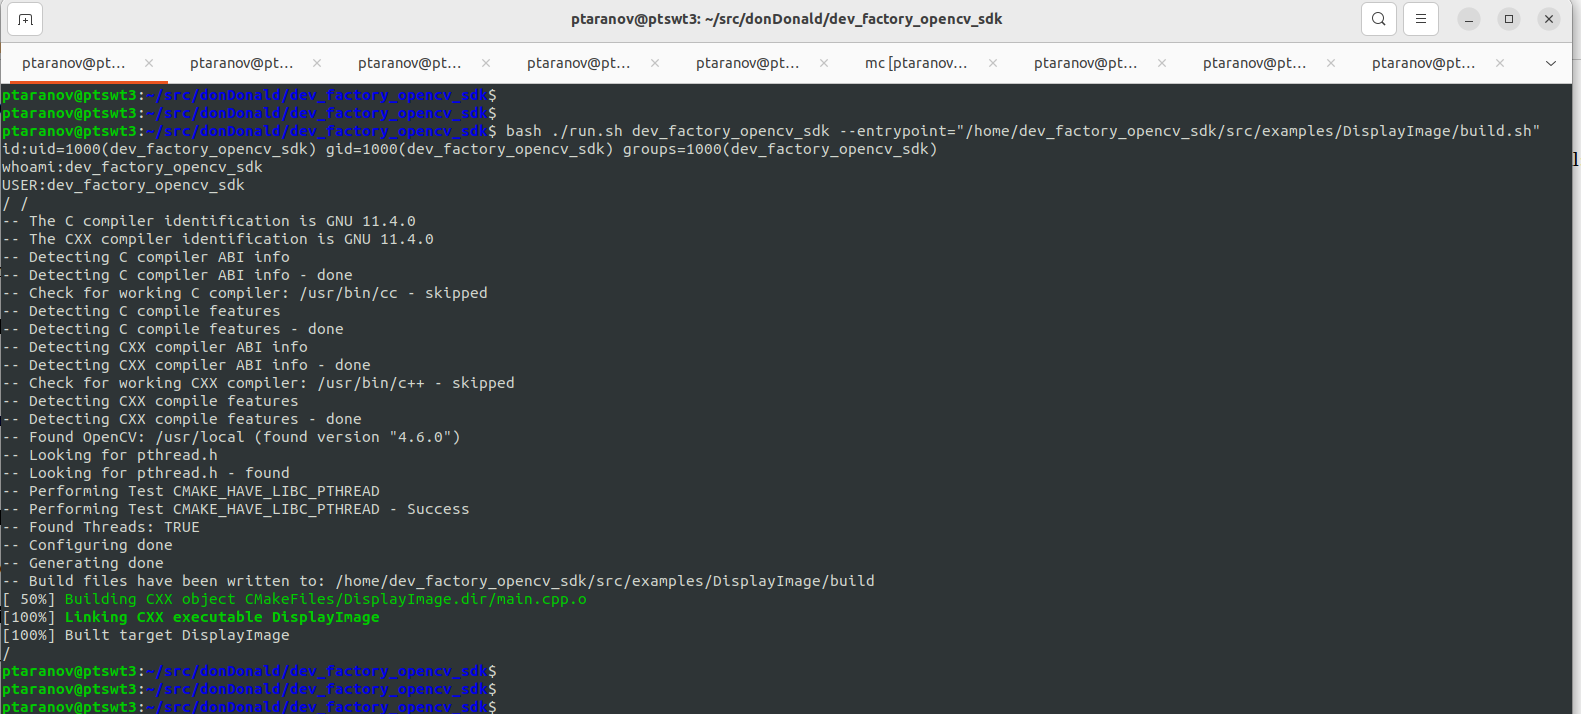 ptaranov@ptswt3: ~/src/donDonald/dev_factory_opencv_sdk
ptaranov@pt... ptaranov@pt... ptaranov@pt... ptaranov@pt... ptaranov@pt... mc [ptaranov... ptaranov@pt... ptaranov@pt... ptaranov@pt...
ptaranov@ptswt3:~/src/donDonald/dev_factory_opencv_sdk$
ptaranov@ptswt3:~/src/donDonald/dev_factory_opencv_sdk$
ptaranov@ptswt3:~/src/donDonald/dev_factory_opencv_sdk$ bash ./run.sh dev_factory_opencv_sdk --entrypoint="/home/dev_factory_opencv_sdk/src/examples/DisplayImage/build.sh"
id:uid=1000(dev_factory_opencv_sdk) gid=1000(dev_factory_opencv_sdk) groups=1000(dev_factory_opencv_sdk)
whoami:dev_factory_opencv_sdk
USER:dev_factory_opencv_sdk
/ /
-- The C compiler identification is GNU 11.4.0
-- The CXX compiler identification is GNU 11.4.0
-- Detecting C compiler ABI info
-- Detecting C compiler ABI info - done
-- Check for working C compiler: /usr/bin/cc - skipped
-- Detecting C compile features
-- Detecting C compile features - done
-- Detecting CXX compiler ABI info
-- Detecting CXX compiler ABI info - done
-- Check for working CXX compiler: /usr/bin/c++ - skipped
-- Detecting CXX compile features
-- Detecting CXX compile features - done
-- Found OpenCV: /usr/local (found version "4.6.0")
-- Looking for pthread.h
-- Looking for pthread.h - found
-- Performing Test CMAKE_HAVE_LIBC_PTHREAD
-- Performing Test CMAKE_HAVE_LIBC_PTHREAD - Success
-- Found Threads: TRUE
-- Configuring done
-- Generating done
-- Build files have been written to: /home/dev_factory_opencv_sdk/src/examples/DisplayImage/build
[ 50%] Building CXX object CMakeFiles/DisplayImage.dir/main.cpp.o
[100%] Linking CXX executable DisplayImage
[100%] Built target DisplayImage
/
ptaranov@ptswt3:~/src/donDonald/dev_factory_opencv_sdk$
ptaranov@ptswt3:~/src/donDonald/dev_factory_opencv_sdk$
ptaranov@ptswt3:~/src/donDonald/dev_factory_opencv_sdk$